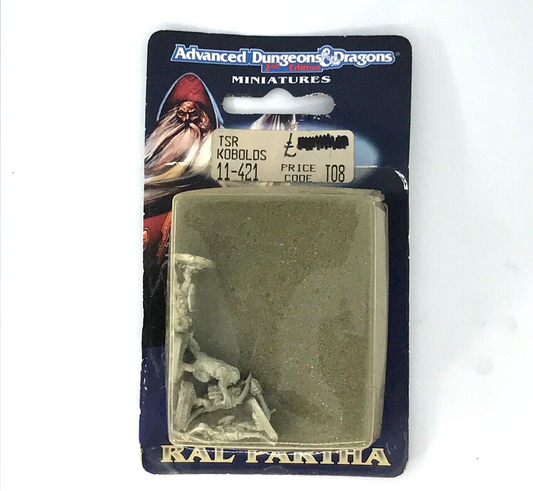 Advanced Dungeons & Dragons
2nd Edition
MINIATURES
TSR
KOBOLDS
11-421
£
PRICE
CODE T08
RAL PARTHA